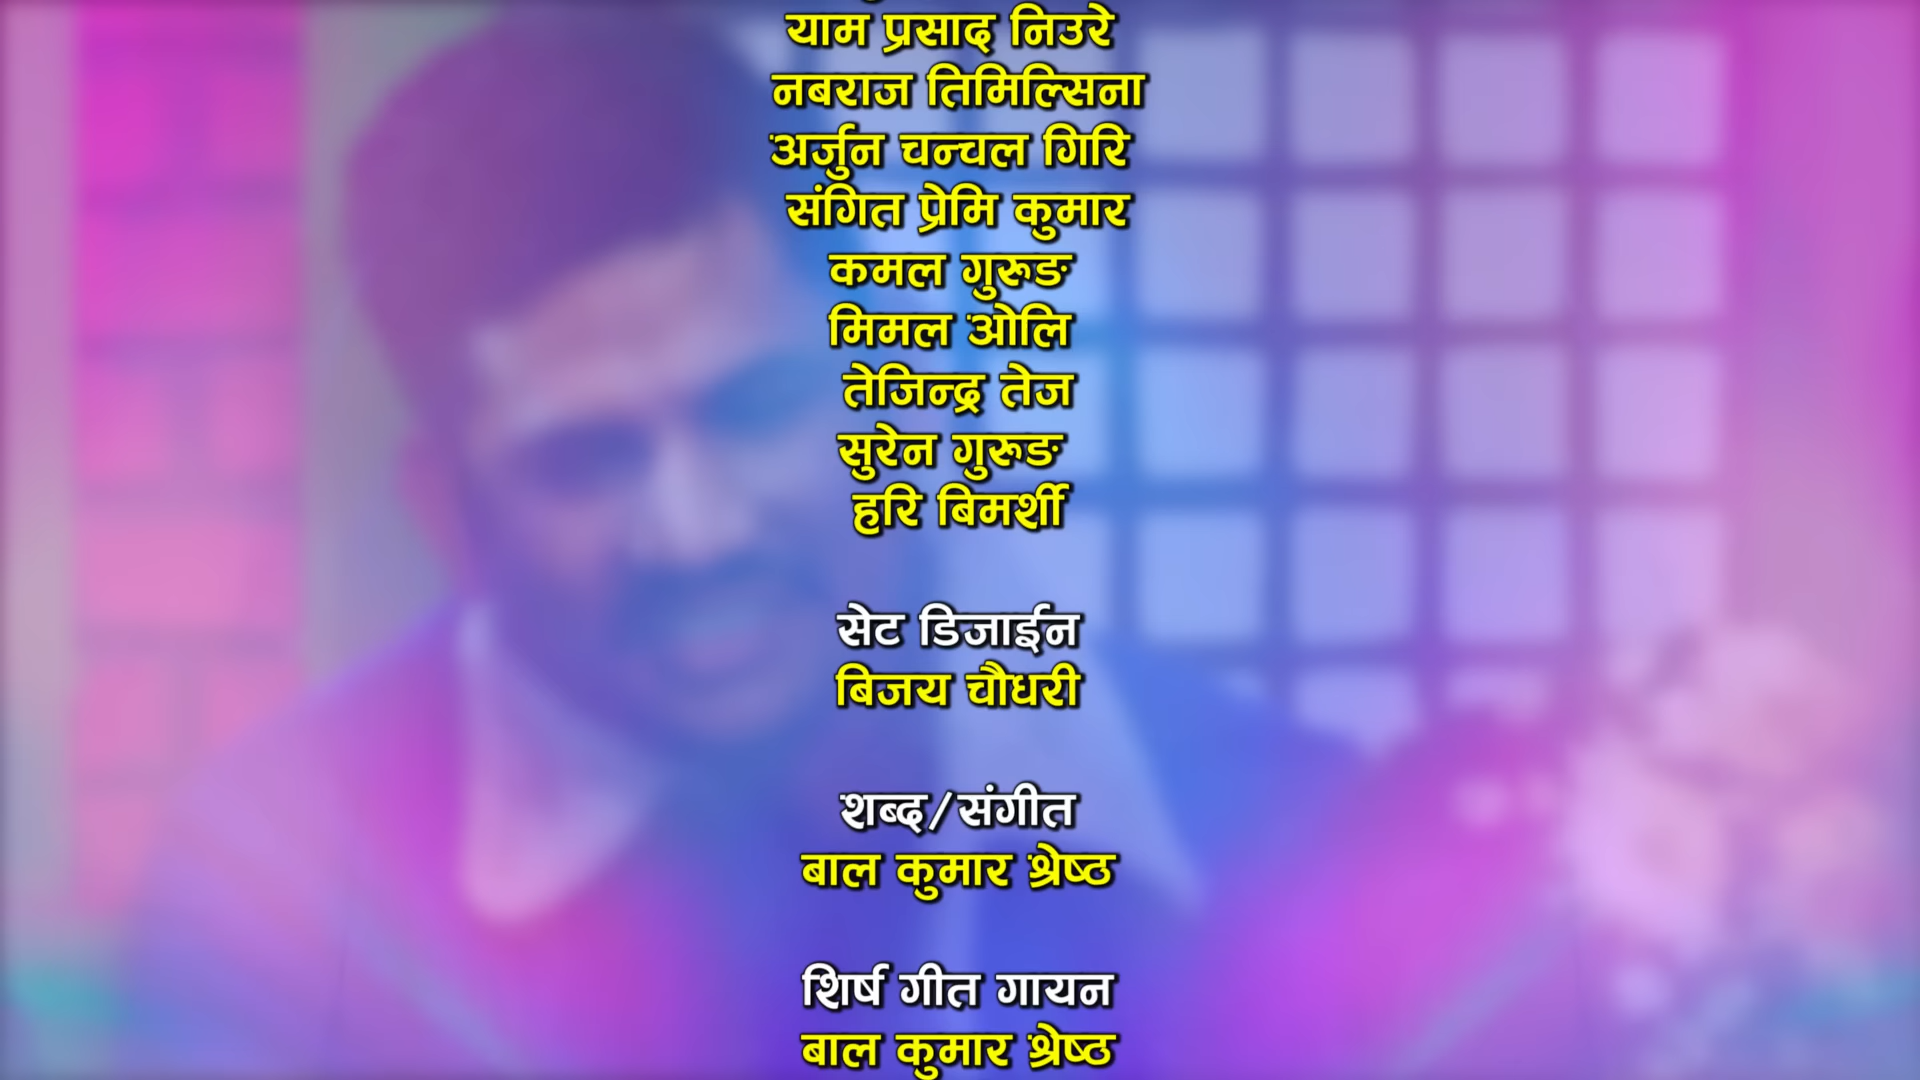 याम प्रसाद निउरे
नबराज तिमिल्सिना
अर्जुन चन्चल गिरि
संगित प्रेमि कुमार
कमल गुरुङ
मिमल ओलि
तेजिन्द्र तेज
सुरेन गुरुङ
हरि बिमर्शी
सेट डिजाईन
बिजय चौधरी
शब्द/संगीत
बाल कुमार श्रेष्ठ
शिर्ष गीत गायन
बाल कुमार श्रेष्ठ